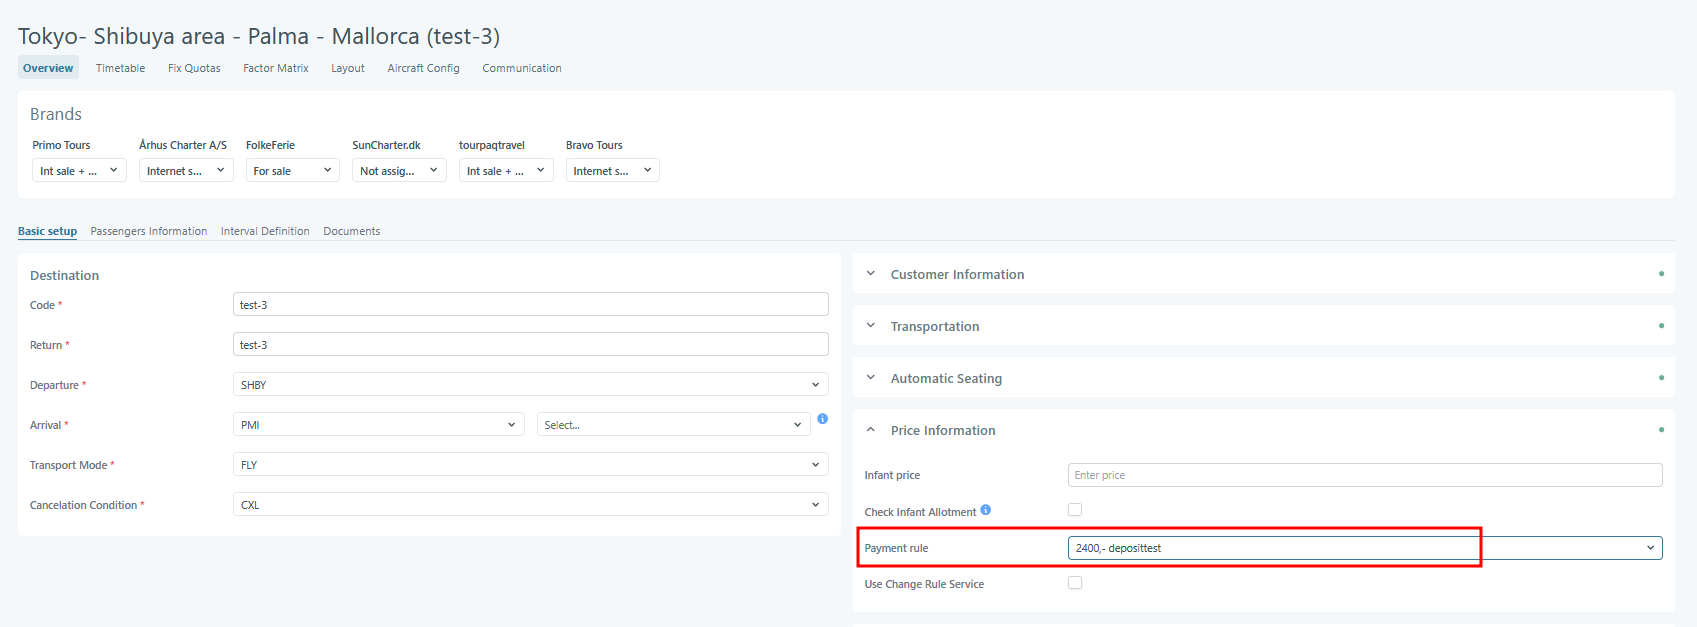 Tokyo- Shibuya area - Palma - Mallorca (test-3)
Overview Timetable Fix Quotas Factor Matrix Layout Aircraft Config Communication
Brands
Primo Tours Århus Charter A/S FolkeFerie SunCharter.dk tourpaqtravel Bravo Tours
Int sale + ... Internet s... For sale Not assig... Int sale + ... Internet s...
Basic setup Passengers Information Interval Definition Documents
Destination
Code *
test-3
Return *
test-3
Departure *
SHBY
Arrival *
PMI
Select...
Transport Mode *
FLY
Cancelation Condition *
CXL
Customer Information
Transportation
Automatic Seating
Price Information
Infant price
Enter price
Check Infant Allotment
Payment rule
2400,- deposittest
Use Change Rule Service